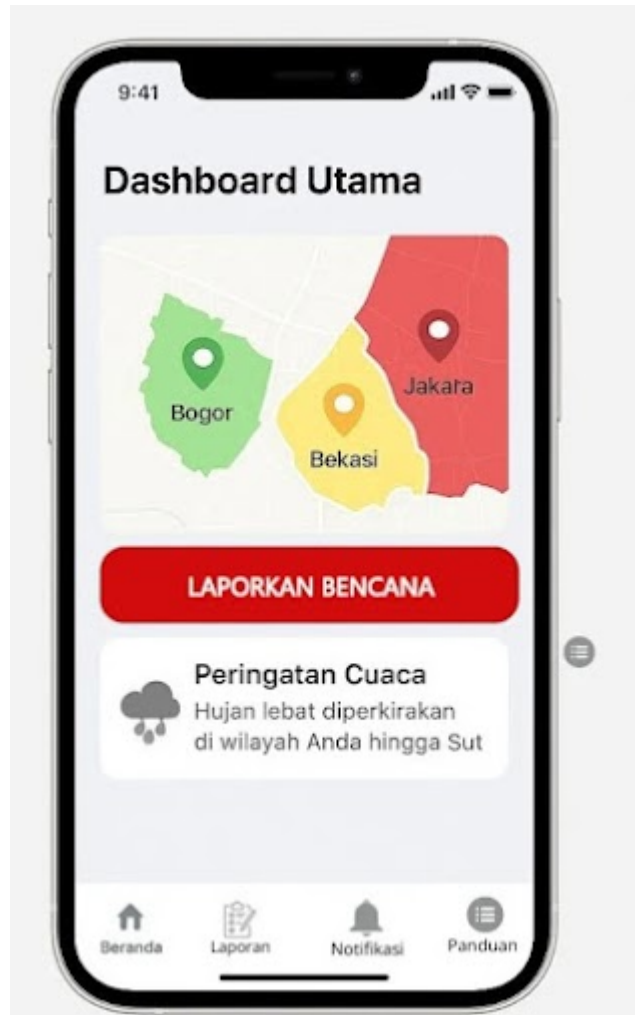 9:41
Dashboard Utama
Jakara
Bogor
Bekasi
LAPORKAN BENCANA
Peringatan Cuaca
Hujan lebat diperkirakan
di wilayah Anda hingga Sut
Beranda
Laporan
Notifikasi
Panduan